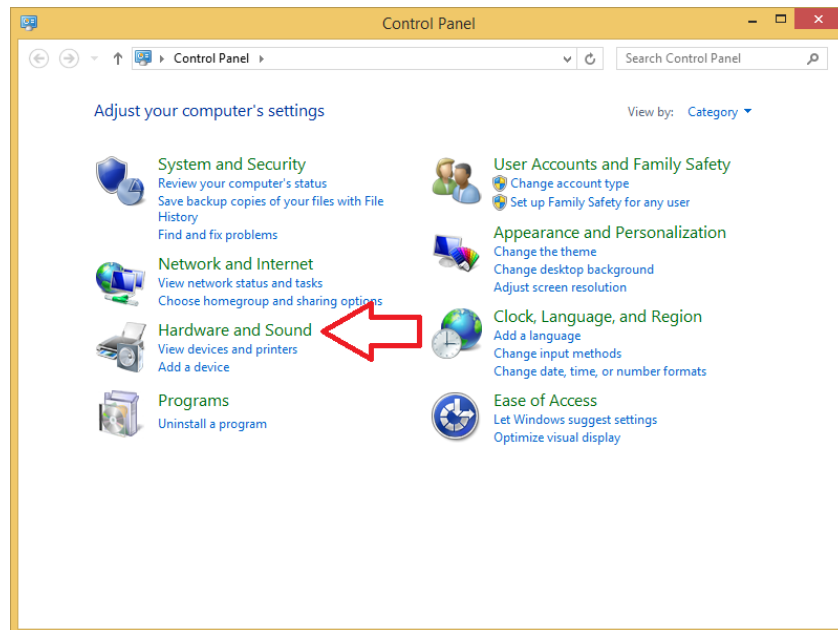 Control Panel
Control Panel
Search Control Panel
Adjust your computer's settings
View by: Category
System and Security
Review your computer's status
Save backup copies of your files with File
History
Find and fix problems
Network and Internet
View network status and tasks
Choose homegroup and sharing options
Hardware and Sound
View devices and printers
Add a device
Programs
Uninstall a program
User Accounts and Family Safety
Change account type
Set up Family Safety for any user
Appearance and Personalization
Change the theme
Change desktop background
Adjust screen resolution
Clock, Language, and Region
Add a language
Change input methods
Change date, time, or number formats
Ease of Access
Let Windows suggest settings
Optimize visual display